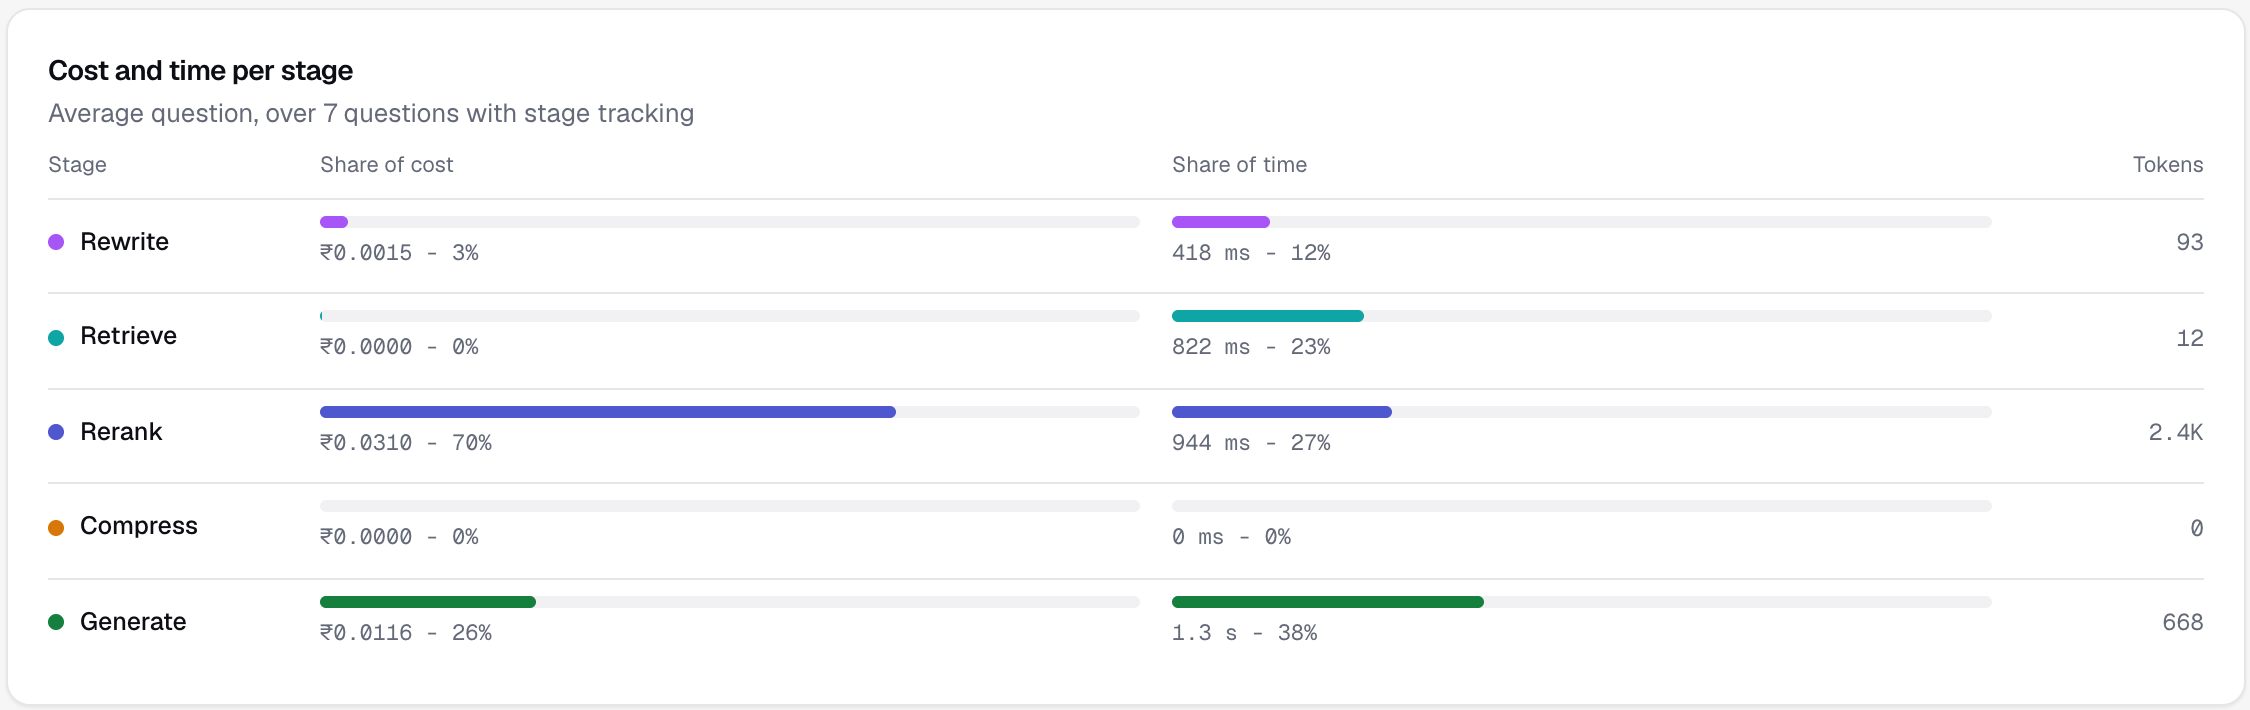 Cost and time per stage
Average question, over 7 questions with stage tracking
Stage Share of cost Share of time Tokens
Rewrite ₹0.0015 - 3% 418 ms - 12% 93
Retrieve ₹0.0000 - 0% 822 ms - 23% 12
Rerank ₹0.0310 - 70% 944 ms - 27% 2.4K
Compress ₹0.0000 - 0% 0 ms - 0% 0
Generate ₹0.0116 - 26% 1.3 s - 38% 668